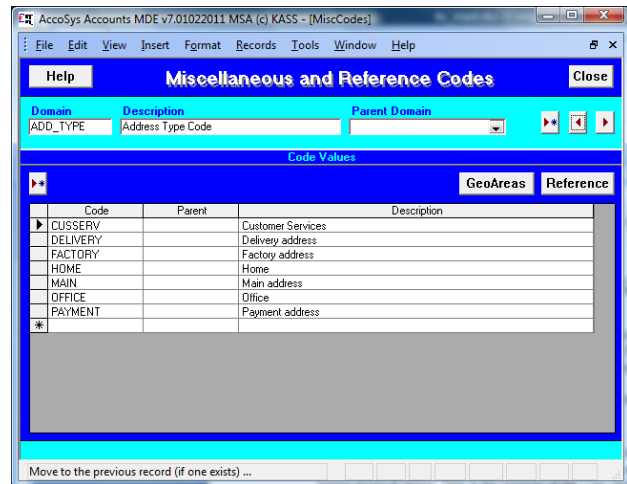 AccoSys Accounts MDE v7.01022011 MSA (c) KASS - [MiscCodes]
File Edit View Insert Format Records Tools Window Help
Help Miscellaneous and Reference Codes Close
Domain Description Parent Domain
ADD_TYPE Address Type Code
Code Values
GeoAreas Reference
Code Parent Description
CUSSERV Customer Services
DELIVERY Delivery address
FACTORY Factory address
HOME Home
MAIN Main address
OFFICE Office
PAYMENT Payment address
Move to the previous record (if one exists) ...